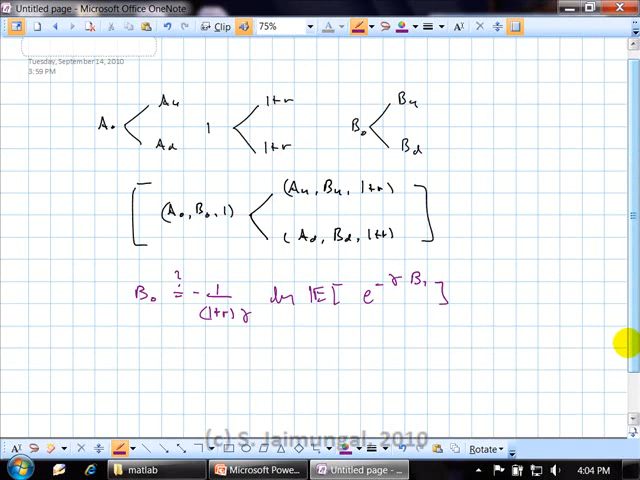 Untitled page - Microsoft Office OneNote
Clip 75%
Tuesday, September 14, 2010
3:59 PM
Au 1+r Bu
A₀ 1 B₀
Ad 1+r Bd
(Au, Bu, 1+r)
(A₀, B₀, 1)
(Ad, Bd, 1+r)
B₀ ≟ - 1/((1+r)γ) ln 𝔼[ e^(-γ B₁) ]
(c) S. Jaimungal, 2010
Rotate
matlab Microsoft Powe... Untitled page - ... 4:04 PM